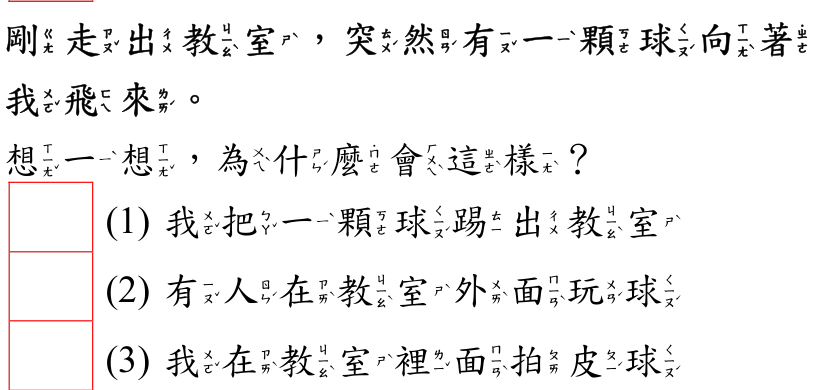 剛走出教室，突然有一顆球向著
我飛來。
想一想，為什麼會這樣？
(1) 我把一顆球踢出教室
(2) 有人在教室外面玩球
(3) 我在教室裡面拍皮球